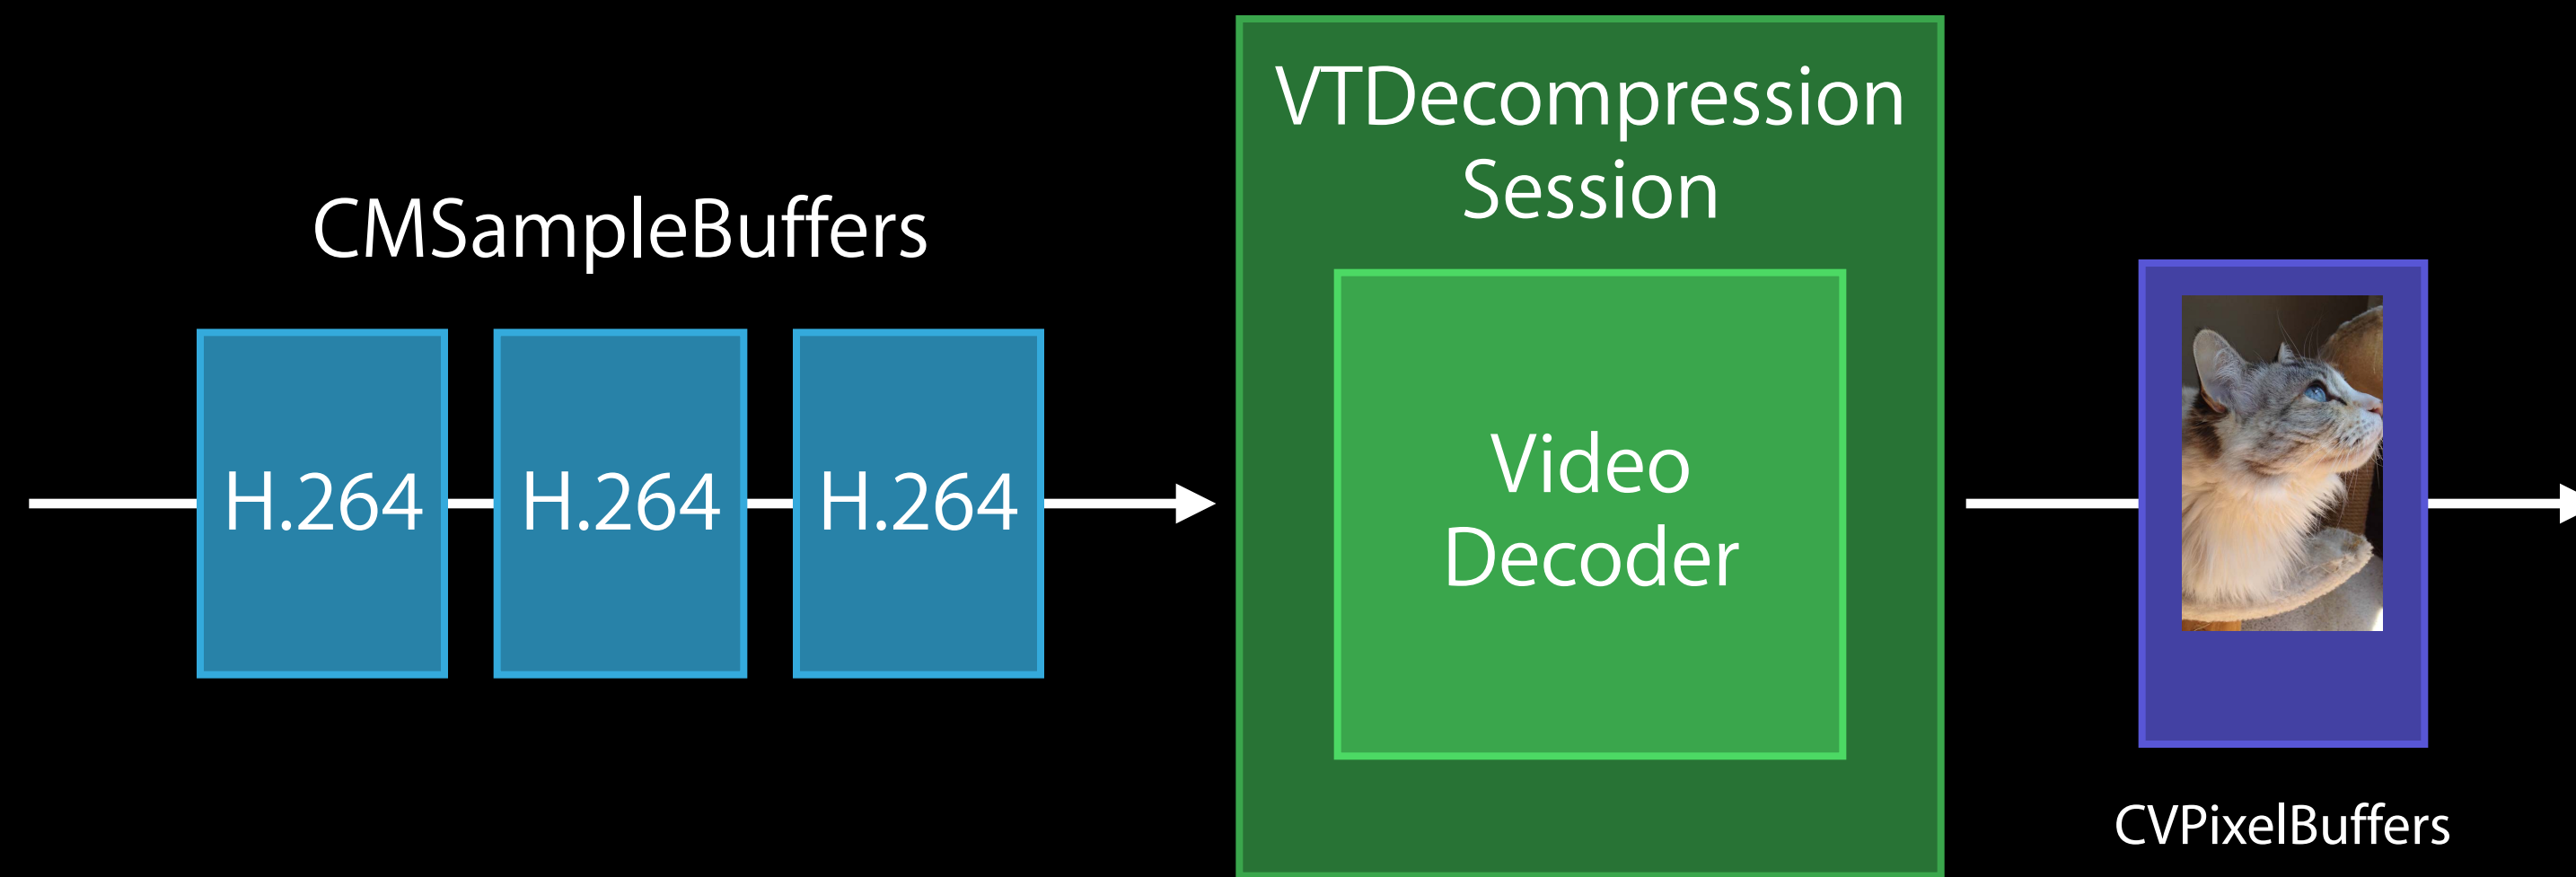 CMSampleBuffers
H.264
H.264
H.264
VTDecompression
Session
Video
Decoder
CVPixelBuffers